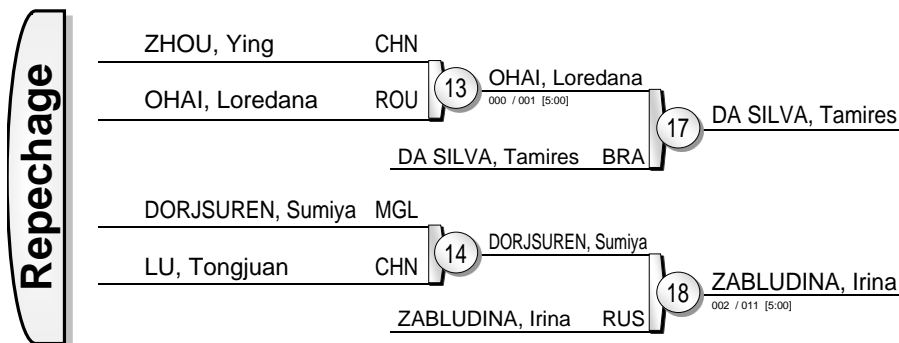 Repechage
ZHOU, Ying CHN
OHAI, Loredana ROU
13
OHAI, Loredana
000 / 001 [5:00]
DA SILVA, Tamires BRA
17
DA SILVA, Tamires
DORJSUREN, Sumiya MGL
LU, Tongjuan CHN
14
DORJSUREN, Sumiya
ZABLUDINA, Irina RUS
18
ZABLUDINA, Irina
002 / 011 [5:00]